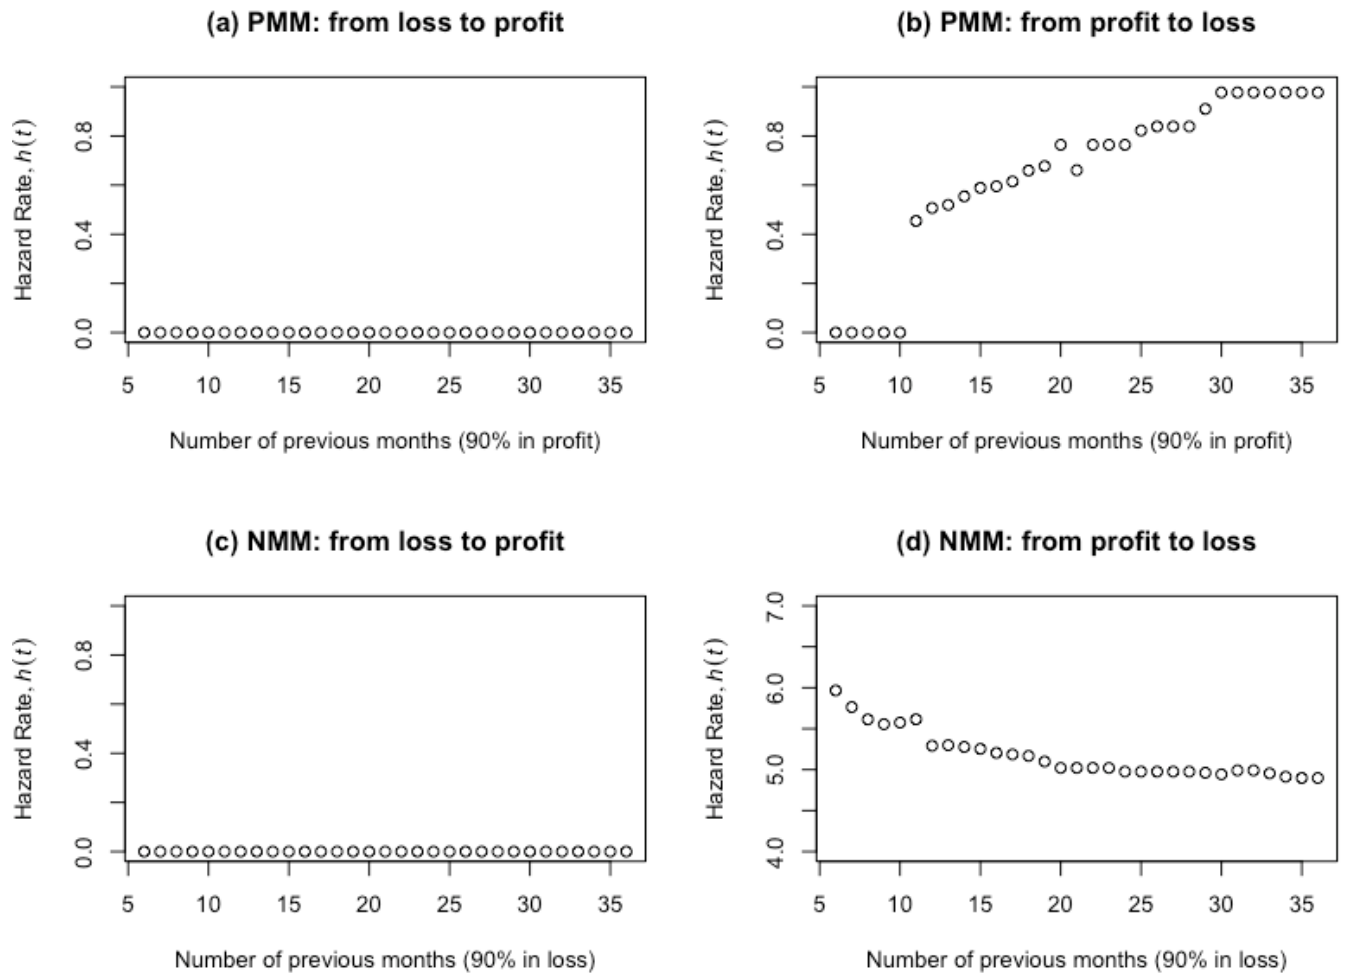 (a) PMM: from loss to profit
Hazard Rate, h(t)
0.0 0.4 0.8
5 10 15 20 25 30 35
Number of previous months (90% in profit)
(b) PMM: from profit to loss
Hazard Rate, h(t)
0.0 0.4 0.8
5 10 15 20 25 30 35
Number of previous months (90% in profit)
(c) NMM: from loss to profit
Hazard Rate, h(t)
0.0 0.4 0.8
5 10 15 20 25 30 35
Number of previous months (90% in loss)
(d) NMM: from profit to loss
Hazard Rate, h(t)
4.0 5.0 6.0 7.0
5 10 15 20 25 30 35
Number of previous months (90% in loss)